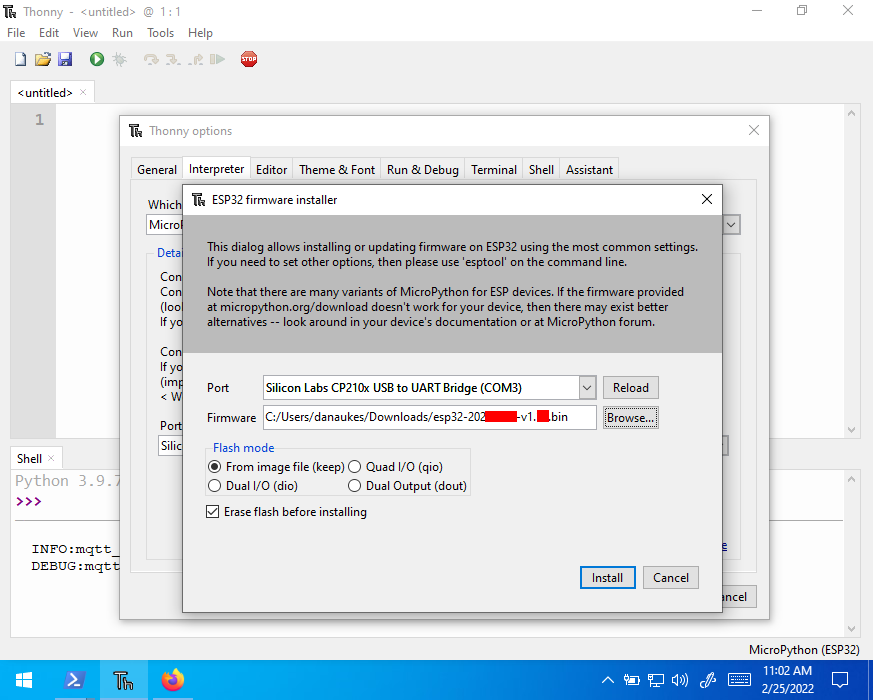 Thonny - <untitled> @ 1 : 1
File Edit View Run Tools Help
STOP
<untitled> ×
1
Thonny options
General Interpreter Editor Theme & Font Run & Debug Terminal Shell Assistant
Which
ESP32 firmware installer
This dialog allows installing or updating firmware on ESP32 using the most common settings.
If you need to set other options, then please use 'esptool' on the command line.
Note that there are many variants of MicroPython for ESP devices. If the firmware provided
at micropython.org/download doesn't work for your device, then there may exist better
alternatives -- look around in your device's documentation or at MicroPython forum.
Port Silicon Labs CP210x USB to UART Bridge (COM3) Reload
Firmware C:/Users/danaukes/Downloads/esp32-202 -v1. .bin Browse...
Flash mode
From image file (keep) Quad I/O (qio)
Dual I/O (dio) Dual Output (dout)
Erase flash before installing
Install Cancel
Con
Con
(loo
If yo
Con
If yo
(imp
< W
Port
Silic
Shell ×
Python 3.9.7
>>>
INFO:mqtt_
DEBUG:mqtt
ncel
MicroPython (ESP32)
11:02 AM
2/25/2022